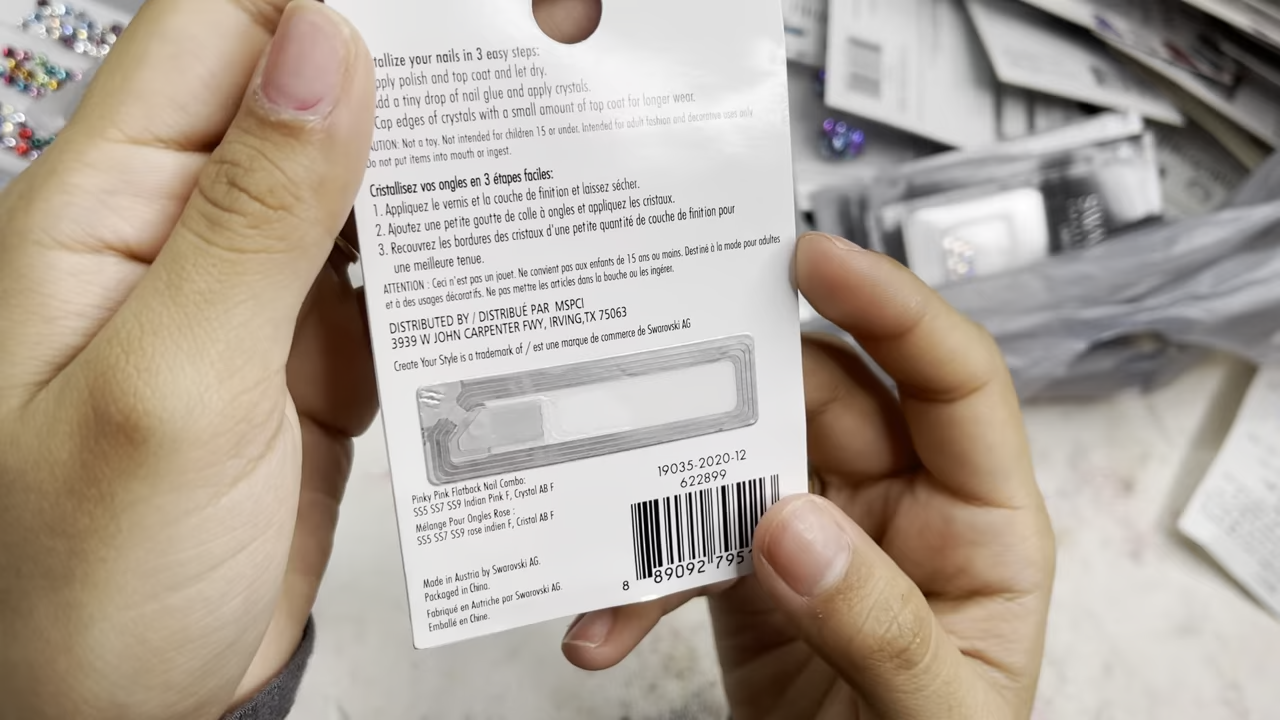 tallize your nails in 3 easy steps:
pply polish and top coat and let dry.
dd a tiny drop of nail glue and apply crystals.
Cap edges of crystals with a small amount of top coat for longer wear.
AUTION: Not a toy. Not intended for children 15 or under. Intended for adult fashion and decorative uses only
Do not put items into mouth or ingest.
Cristallisez vos ongles en 3 étapes faciles:
1. Appliquez le vernis et la couche de finition et laissez sécher.
2. Ajoutez une petite goutte de colle à ongles et appliquez les cristaux.
3. Recouvrez les bordures des cristaux d'une petite quantité de couche de finition pour
une meilleure tenue.
ATTENTION : Ceci n'est pas un jouet. Ne convient pas aux enfants de 15 ans ou moins. Destiné à la mode pour adultes
et à des usages décoratifs. Ne pas mettre les articles dans la bouche ou les ingérer.
DISTRIBUTED BY / DISTRIBUÉ PAR MSPCI
3939 W JOHN CARPENTER FWY, IRVING,TX 75063
Create Your Style is a trademark of / est une marque de commerce de Swarovski AG
19035-2020-12
622899
Pinky Pink Flatback Nail Combo:
SS5 SS7 SS9 Indian Pink F, Crystal AB F
Mélange Pour Ongles Rose :
SS5 SS7 SS9 rose indien F, Cristal AB F
8 89092 795
Made in Austria by Swarovski AG.
Packaged in China.
Fabriqué en Autriche par Swarovski AG.
Emballé en Chine.